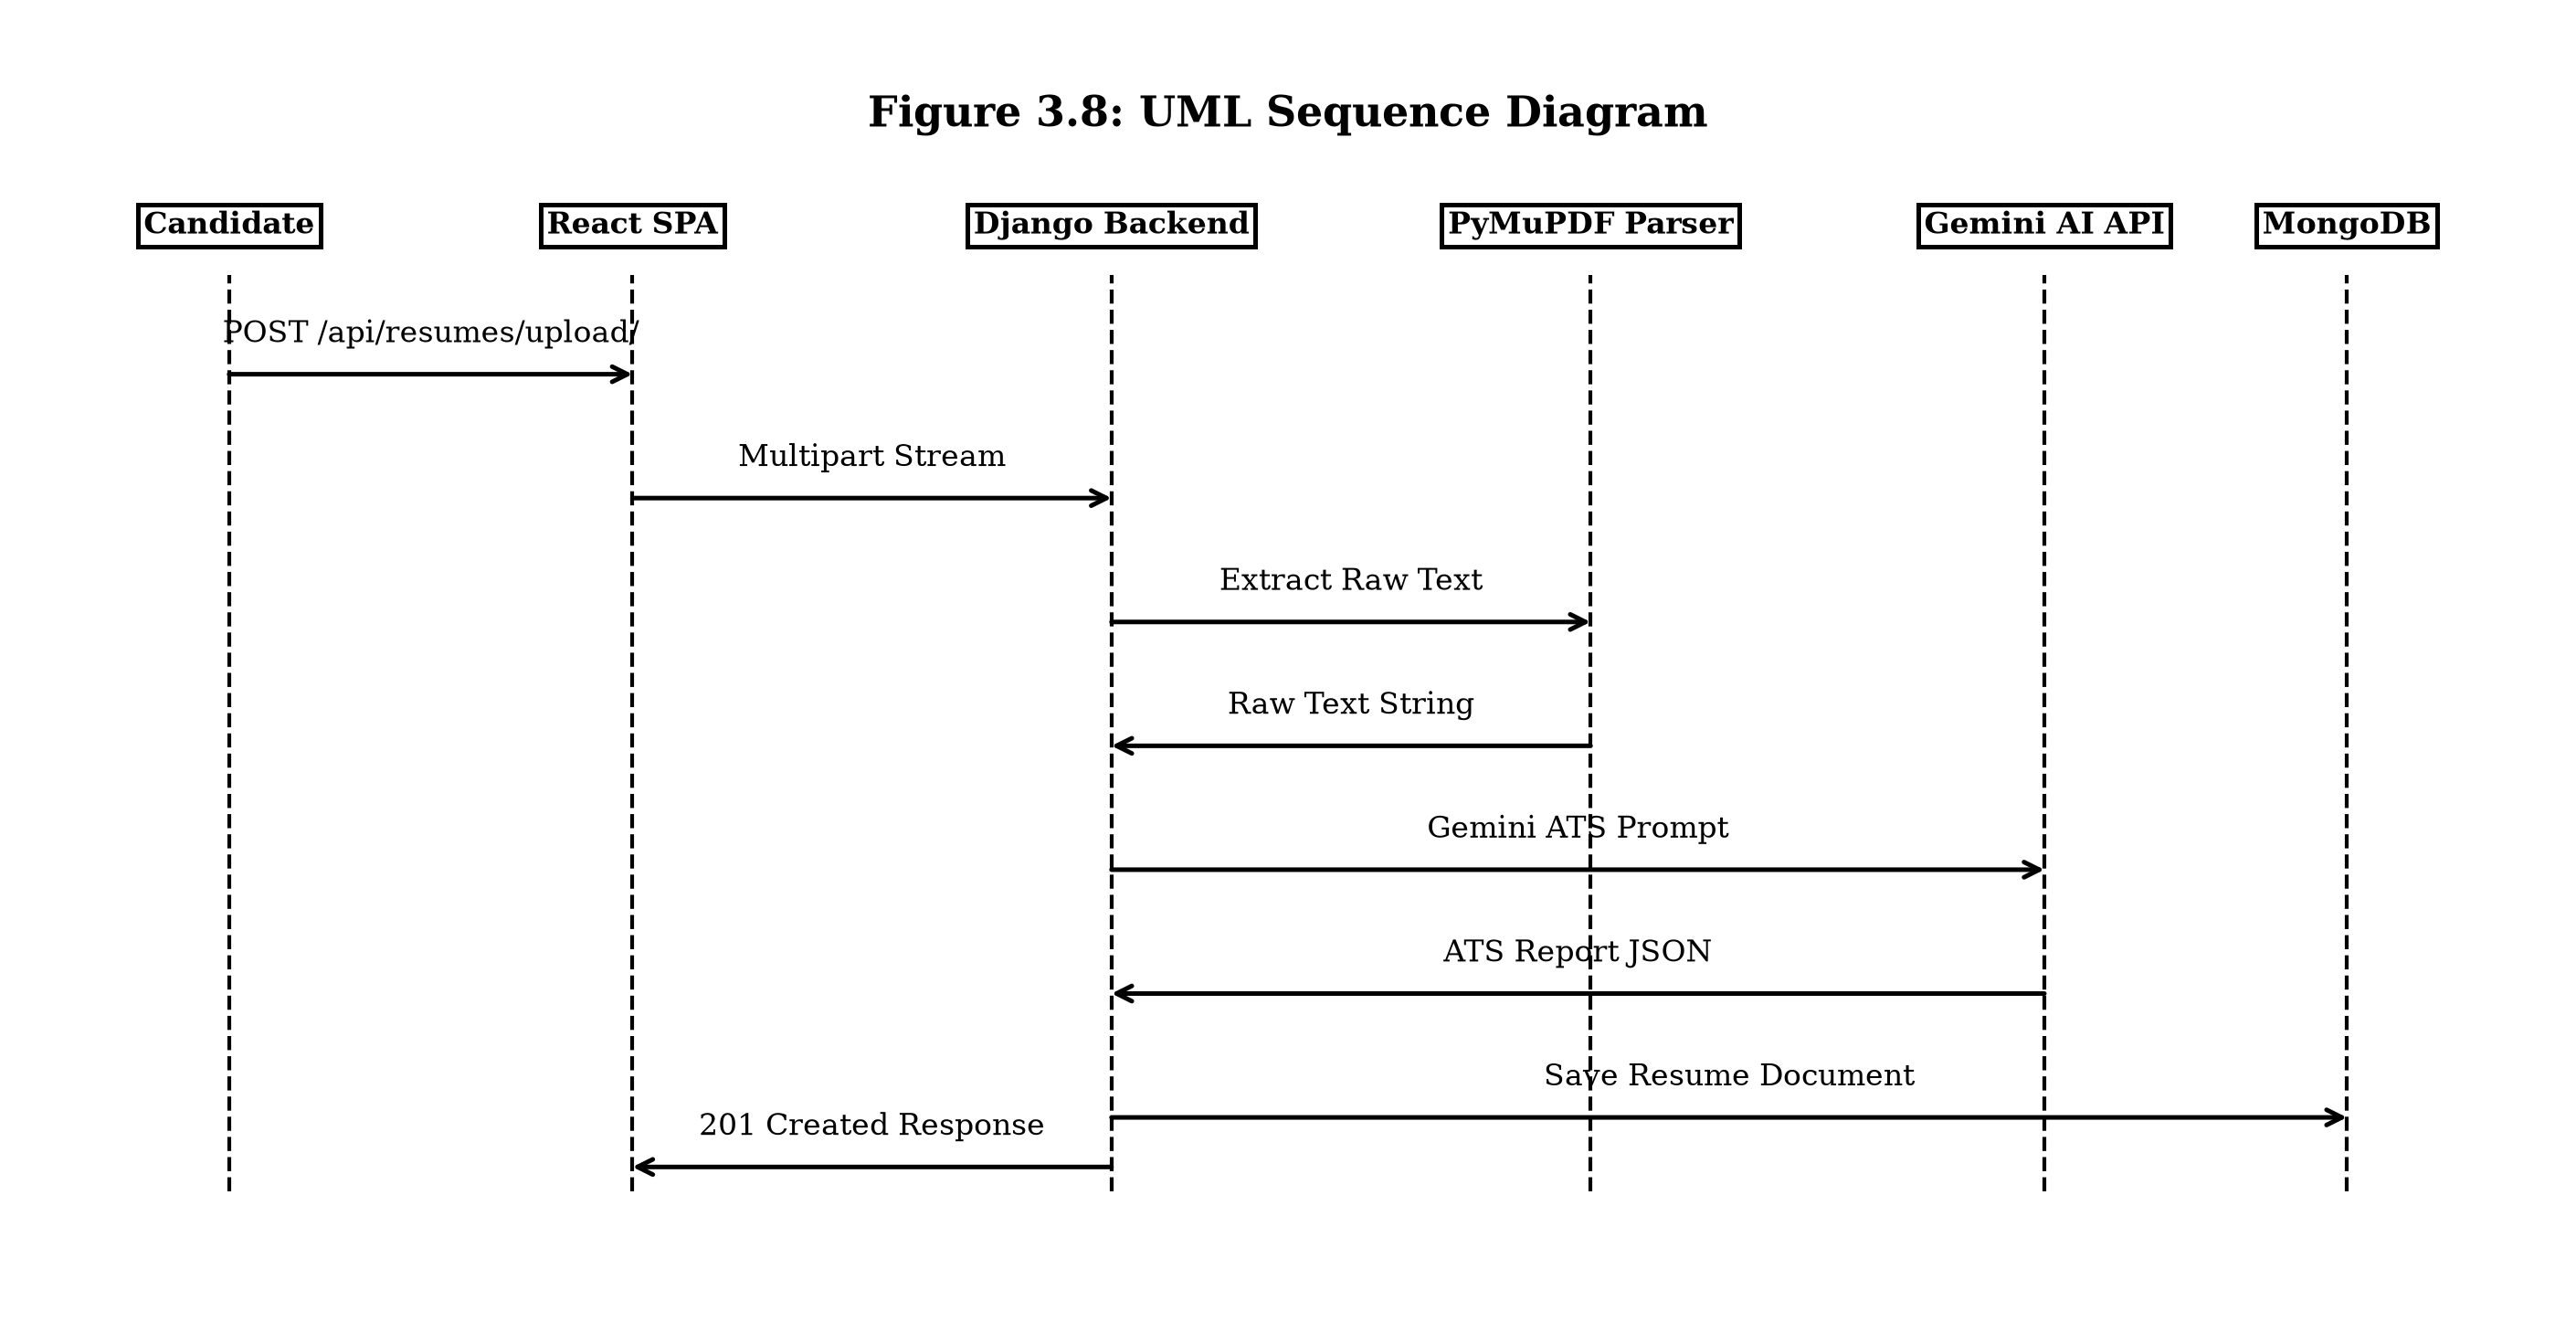 Figure 3.8: UML Sequence Diagram
Candidate
React SPA
Django Backend
PyMuPDF Parser
Gemini AI API
MongoDB
POST /api/resumes/upload/
Multipart Stream
Extract Raw Text
Raw Text String
Gemini ATS Prompt
ATS Report JSON
Save Resume Document
201 Created Response